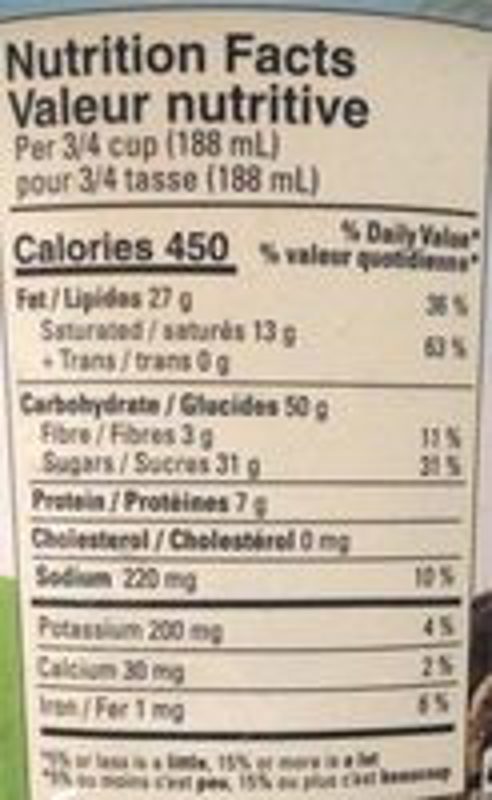 Nutrition Facts
Valeur nutritive
Per 3/4 cup (188 mL)
pour 3/4 tasse (188 mL)
Calories 450
% Daily Value*
% valeur quotidienne*
Fat / Lipides 27 g 36 %
Saturated / saturés 13 g
+ Trans / trans 0 g 63 %
Carbohydrate / Glucides 50 g
Fibre / Fibres 3 g 11 %
Sugars / Sucres 31 g 31 %
Protein / Protéines 7 g
Cholesterol / Cholestérol 0 mg
Sodium 220 mg 10 %
Potassium 200 mg 4 %
Calcium 30 mg 2 %
Iron / Fer 1 mg 6 %
*5% or less is a little, 15% or more is a lot
*5% ou moins c'est peu, 15% ou plus c'est beaucoup